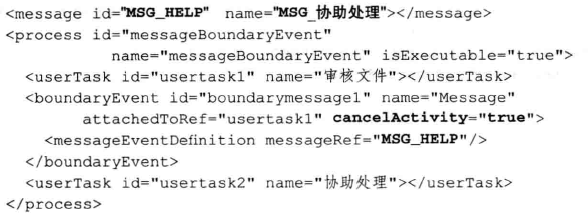 <message id="MSG_HELP" name="MSG_协助处理"></message>
<process id="messageBoundaryEvent"
name="messageBoundaryEvent" isExecutable="true">
<userTask id="usertask1" name="审核文件"></userTask>
<boundaryEvent id="boundarymessage1" name="Message"
attachedToRef="usertask1" cancelActivity="true">
<messageEventDefinition messageRef="MSG_HELP"/>
</boundaryEvent>
<userTask id="usertask2" name="协助处理"></userTask>
</process>